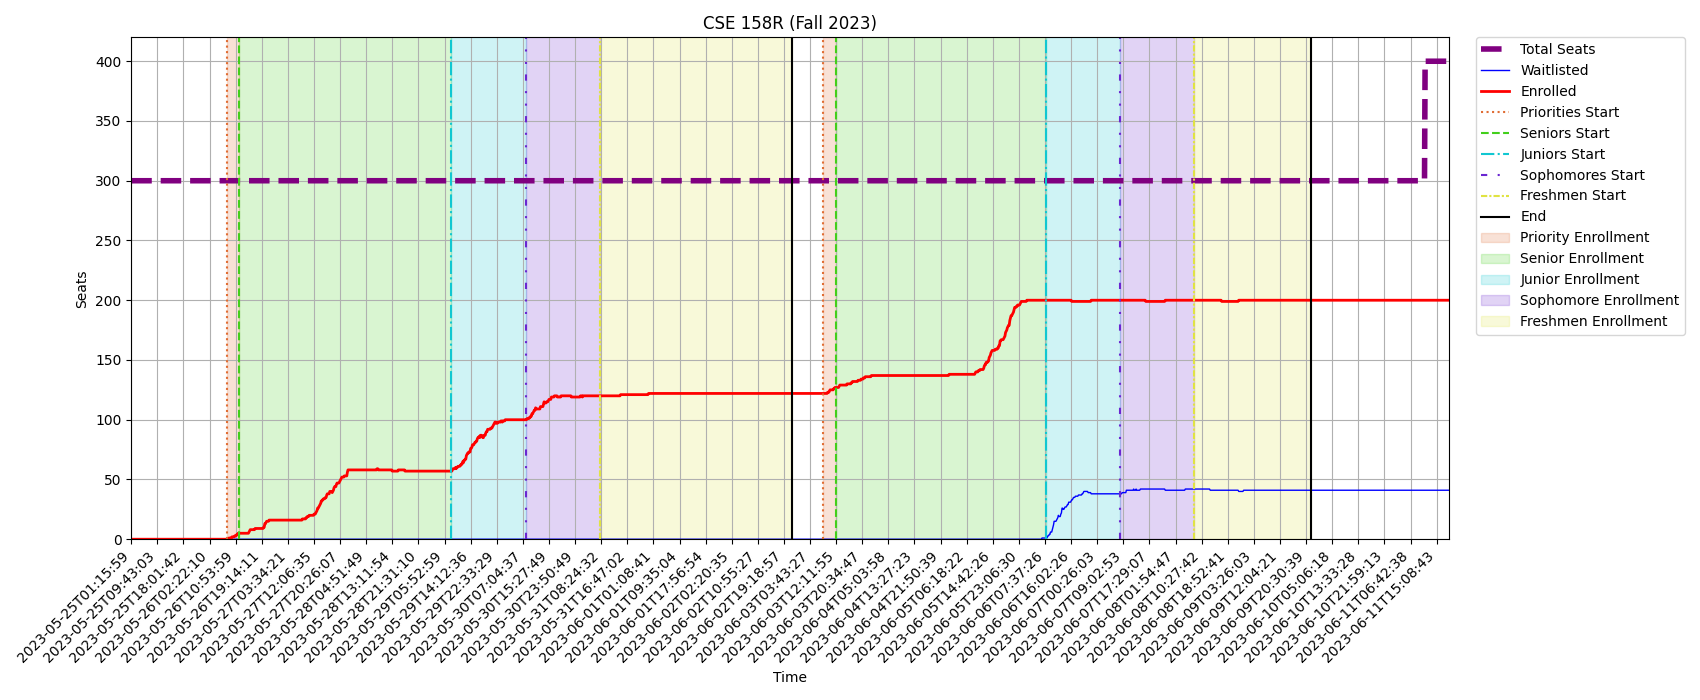 CSE 158R (Fall 2023)
Seats
400
350
300
250
200
150
100
50
0
2023-05-25T01:15:59
2023-05-25T09:43:03
2023-05-25T18:01:42
2023-05-26T02:22:10
2023-05-26T10:53:59
2023-05-26T19:14:11
2023-05-27T03:34:21
2023-05-27T12:06:35
2023-05-27T20:26:07
2023-05-28T04:51:49
2023-05-28T13:11:54
2023-05-28T21:31:10
2023-05-29T05:52:59
2023-05-29T14:12:36
2023-05-29T22:33:29
2023-05-30T07:04:37
2023-05-30T15:27:49
2023-05-30T23:50:49
2023-05-31T08:24:32
2023-05-31T16:47:02
2023-06-01T01:08:41
2023-06-01T09:35:04
2023-06-01T17:56:54
2023-06-02T02:20:35
2023-06-02T10:55:27
2023-06-02T19:18:57
2023-06-03T03:43:27
2023-06-03T12:11:55
2023-06-03T20:34:47
2023-06-04T05:03:58
2023-06-04T13:27:23
2023-06-04T21:50:39
2023-06-05T06:18:22
2023-06-05T14:42:26
2023-06-05T23:06:30
2023-06-06T07:37:26
2023-06-06T16:02:26
2023-06-07T00:26:03
2023-06-07T09:02:53
2023-06-07T17:29:07
2023-06-08T01:54:47
2023-06-08T10:27:42
2023-06-08T18:52:41
2023-06-09T03:26:03
2023-06-09T12:04:21
2023-06-09T20:30:39
2023-06-10T05:06:18
2023-06-10T13:33:28
2023-06-10T21:59:13
2023-06-11T06:42:38
2023-06-11T15:08:43
Time
Total Seats
Waitlisted
Enrolled
Priorities Start
Seniors Start
Juniors Start
Sophomores Start
Freshmen Start
End
Priority Enrollment
Senior Enrollment
Junior Enrollment
Sophomore Enrollment
Freshmen Enrollment